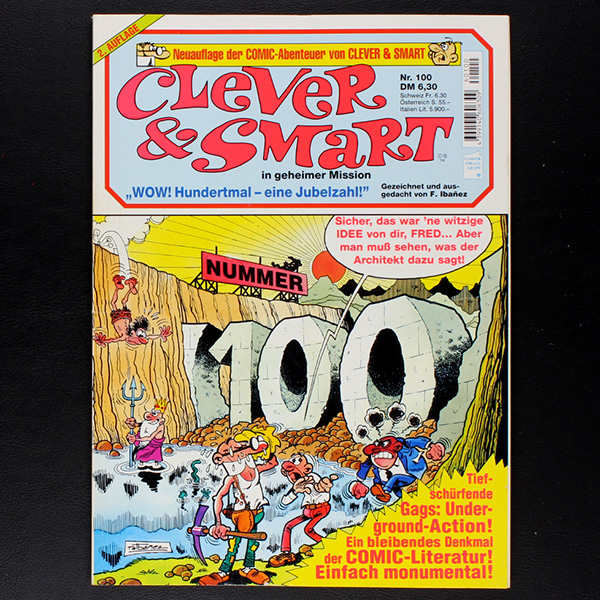 2. AUFLAGE
Neuauflage der COMIC-Abenteuer von CLEVER & SMART
CLEVER
& SMART
in geheimer Mission
„WOW! Hundertmal – eine Jubelzahl!"
Nr. 100
DM 6,30
Schweiz Fr. 6.30
Österreich S. 55.–
Italien Lit. 5.900.–
Gezeichnet und aus-
gedacht von F. Ibañez
Sicher, das war 'ne witzige
IDEE von dir, FRED... Aber
man muß sehen, was der
Architekt dazu sagt!
NUMMER
100
Tief-
schürfende
Gags: Under-
ground-Action!
Ein bleibendes Denkmal
der COMIC-Literatur!
Einfach monumental!